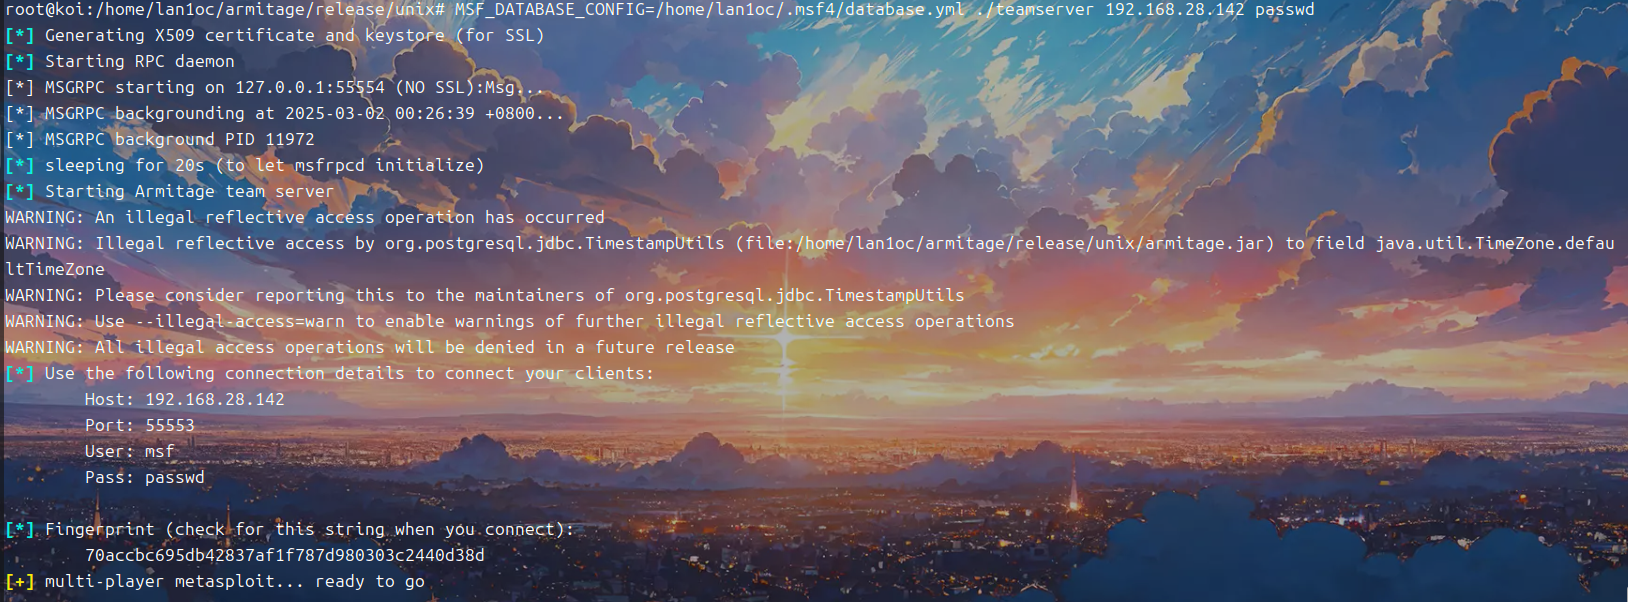 root@koi:/home/lan1oc/armitage/release/unix# MSF_DATABASE_CONFIG=/home/lan1oc/.msf4/database.yml ./teamserver 192.168.28.142 passwd
[*] Generating X509 certificate and keystore (for SSL)
[*] Starting RPC daemon
[*] MSGRPC starting on 127.0.0.1:55554 (NO SSL):Msg...
[*] MSGRPC backgrounding at 2025-03-02 00:26:39 +0800...
[*] MSGRPC background PID 11972
[*] sleeping for 20s (to let msfrpcd initialize)
[*] Starting Armitage team server
WARNING: An illegal reflective access operation has occurred
WARNING: Illegal reflective access by org.postgresql.jdbc.TimestampUtils (file:/home/lan1oc/armitage/release/unix/armitage.jar) to field java.util.TimeZone.defau
ltTimeZone
WARNING: Please consider reporting this to the maintainers of org.postgresql.jdbc.TimestampUtils
WARNING: Use --illegal-access=warn to enable warnings of further illegal reflective access operations
WARNING: All illegal access operations will be denied in a future release
[*] Use the following connection details to connect your clients:
        Host: 192.168.28.142
        Port: 55553
        User: msf
        Pass: passwd
[*] Fingerprint (check for this string when you connect):
        70accbc695db42837af1f787d980303c2440d38d
[+] multi-player metasploit... ready to go